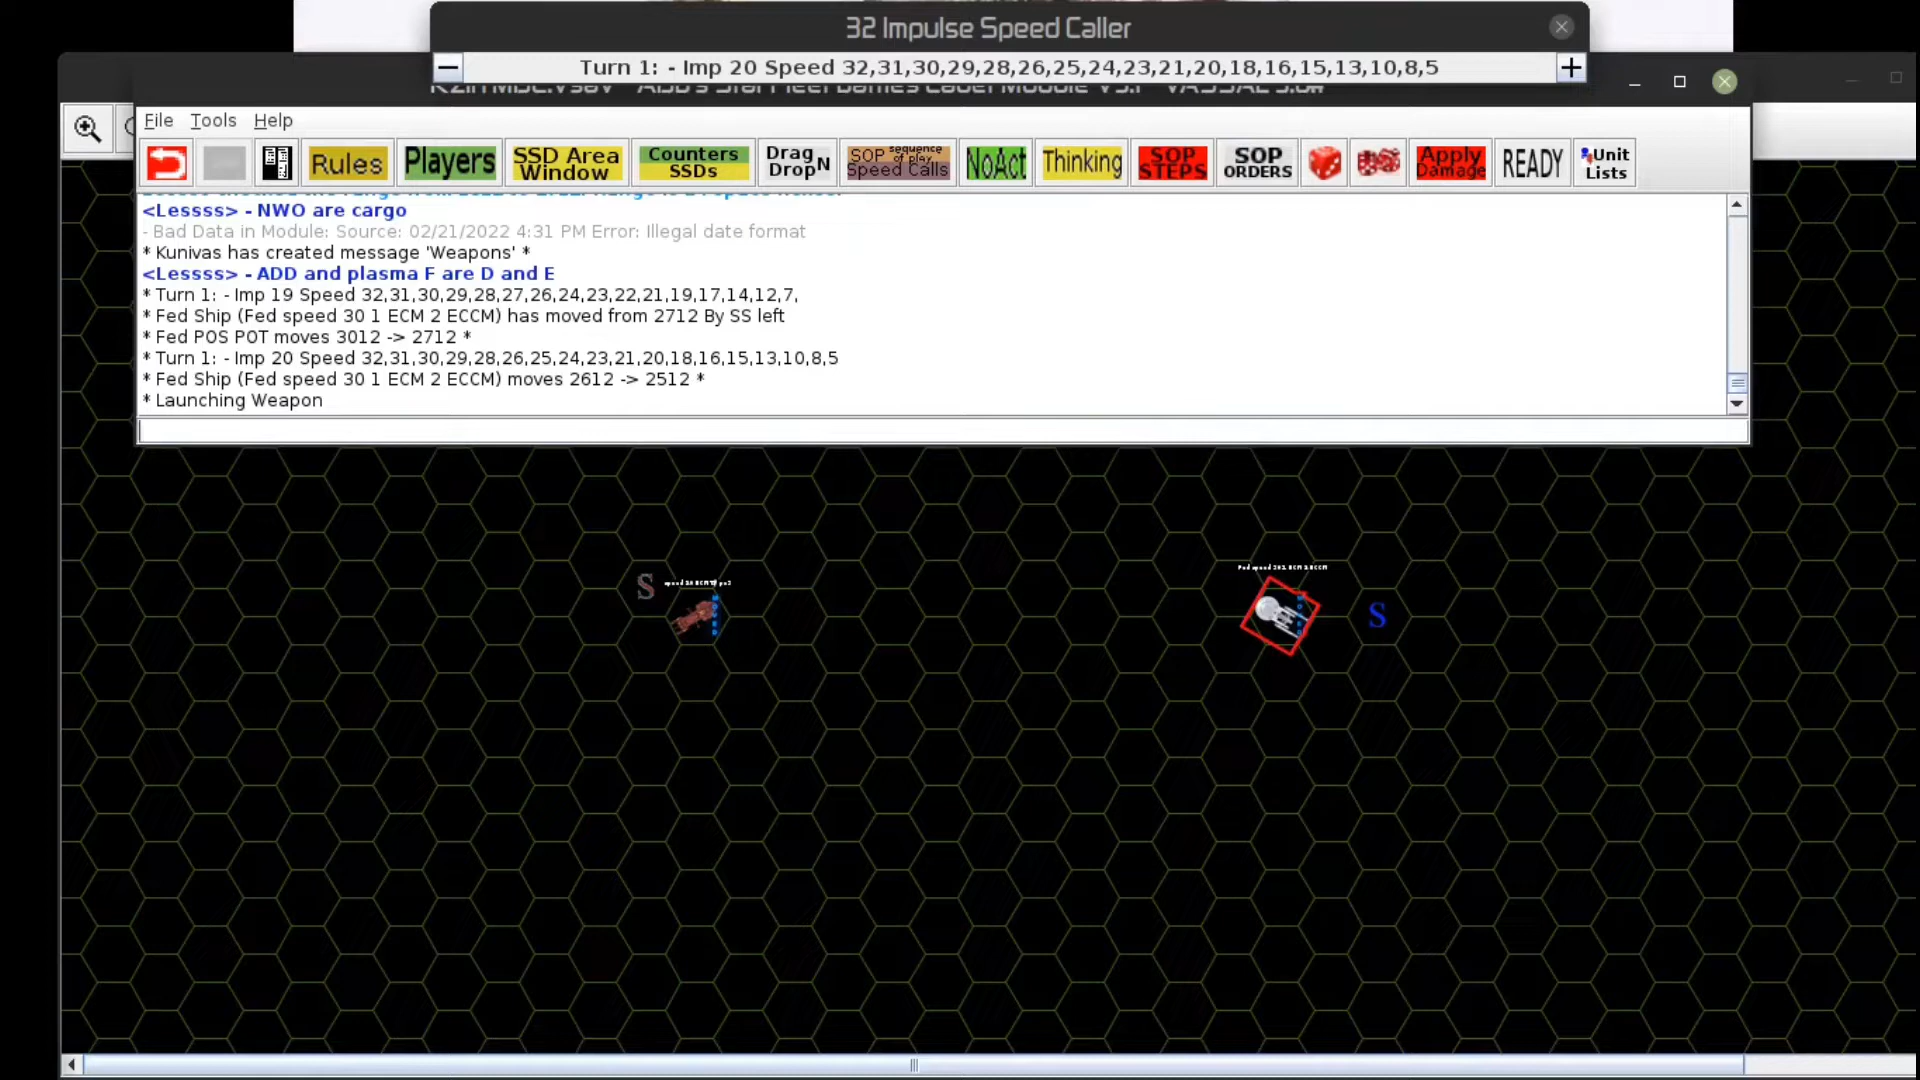 32 Impulse Speed Caller
Turn 1: - Imp 20 Speed 32,31,30,29,28,26,25,24,23,21,20,18,16,15,13,10,8,5
File Tools Help
Rules Players SSD Area Window Counters SSDs Drag N Drop SOP sequence of play Speed Calls NoAct Thinking SOP STEPS SOP ORDERS Apply Damage READY Unit Lists
<Lessss> - NWO are cargo
- Bad Data in Module: Source: 02/21/2022 4:31 PM Error: Illegal date format
* Kunivas has created message 'Weapons' *
<Lessss> - ADD and plasma F are D and E
* Turn 1: - Imp 19 Speed 32,31,30,29,28,27,26,24,23,22,21,19,17,14,12,7,
* Fed Ship (Fed speed 30 1 ECM 2 ECCM) has moved from 2712 By SS left
* Fed POS POT moves 3012 -> 2712 *
* Turn 1: - Imp 20 Speed 32,31,30,29,28,26,25,24,23,21,20,18,16,15,13,10,8,5
* Fed Ship (Fed speed 30 1 ECM 2 ECCM) moves 2612 -> 2512 *
* Launching Weapon
S
S